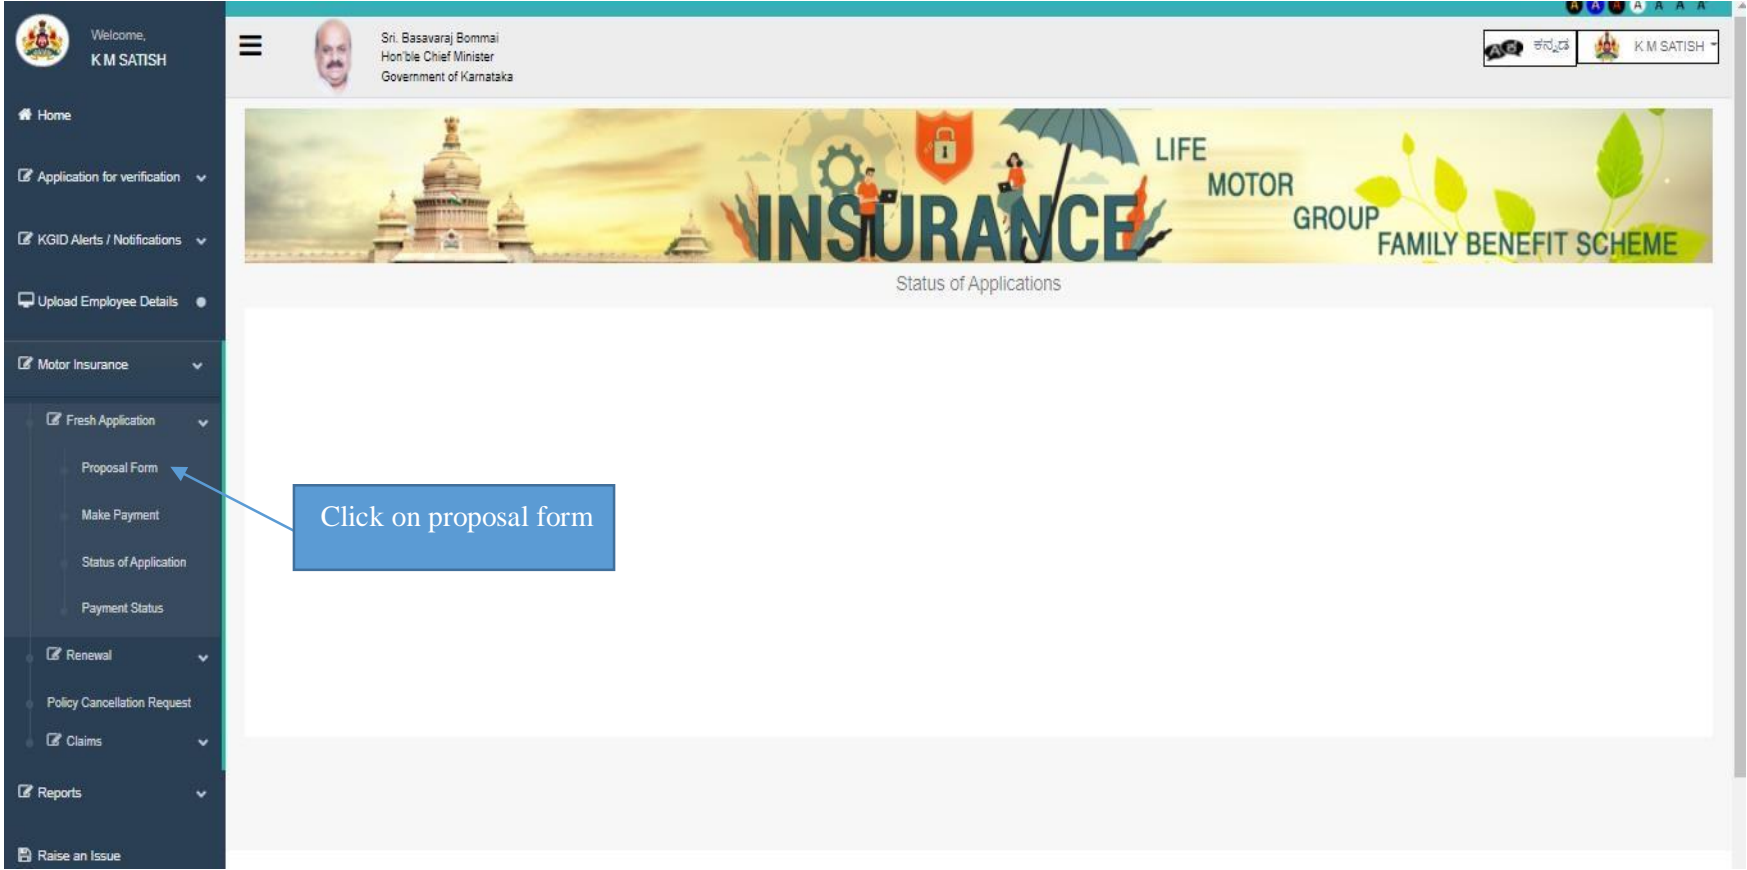 A A A A A A A
Welcome,
K M SATISH
Sri. Basavaraj Bommai
Hon'ble Chief Minister
Government of Karnataka
ಕನ್ನಡ
K M SATISH
Home
Application for verification
KGID Alerts / Notifications
Upload Employee Details
Motor Insurance
Fresh Application
Proposal Form
Make Payment
Status of Application
Payment Status
Renewal
Policy Cancellation Request
Claims
Reports
Raise an Issue
INSURANCE
LIFE
MOTOR
GROUP
FAMILY BENEFIT SCHEME
Status of Applications
Click on proposal form